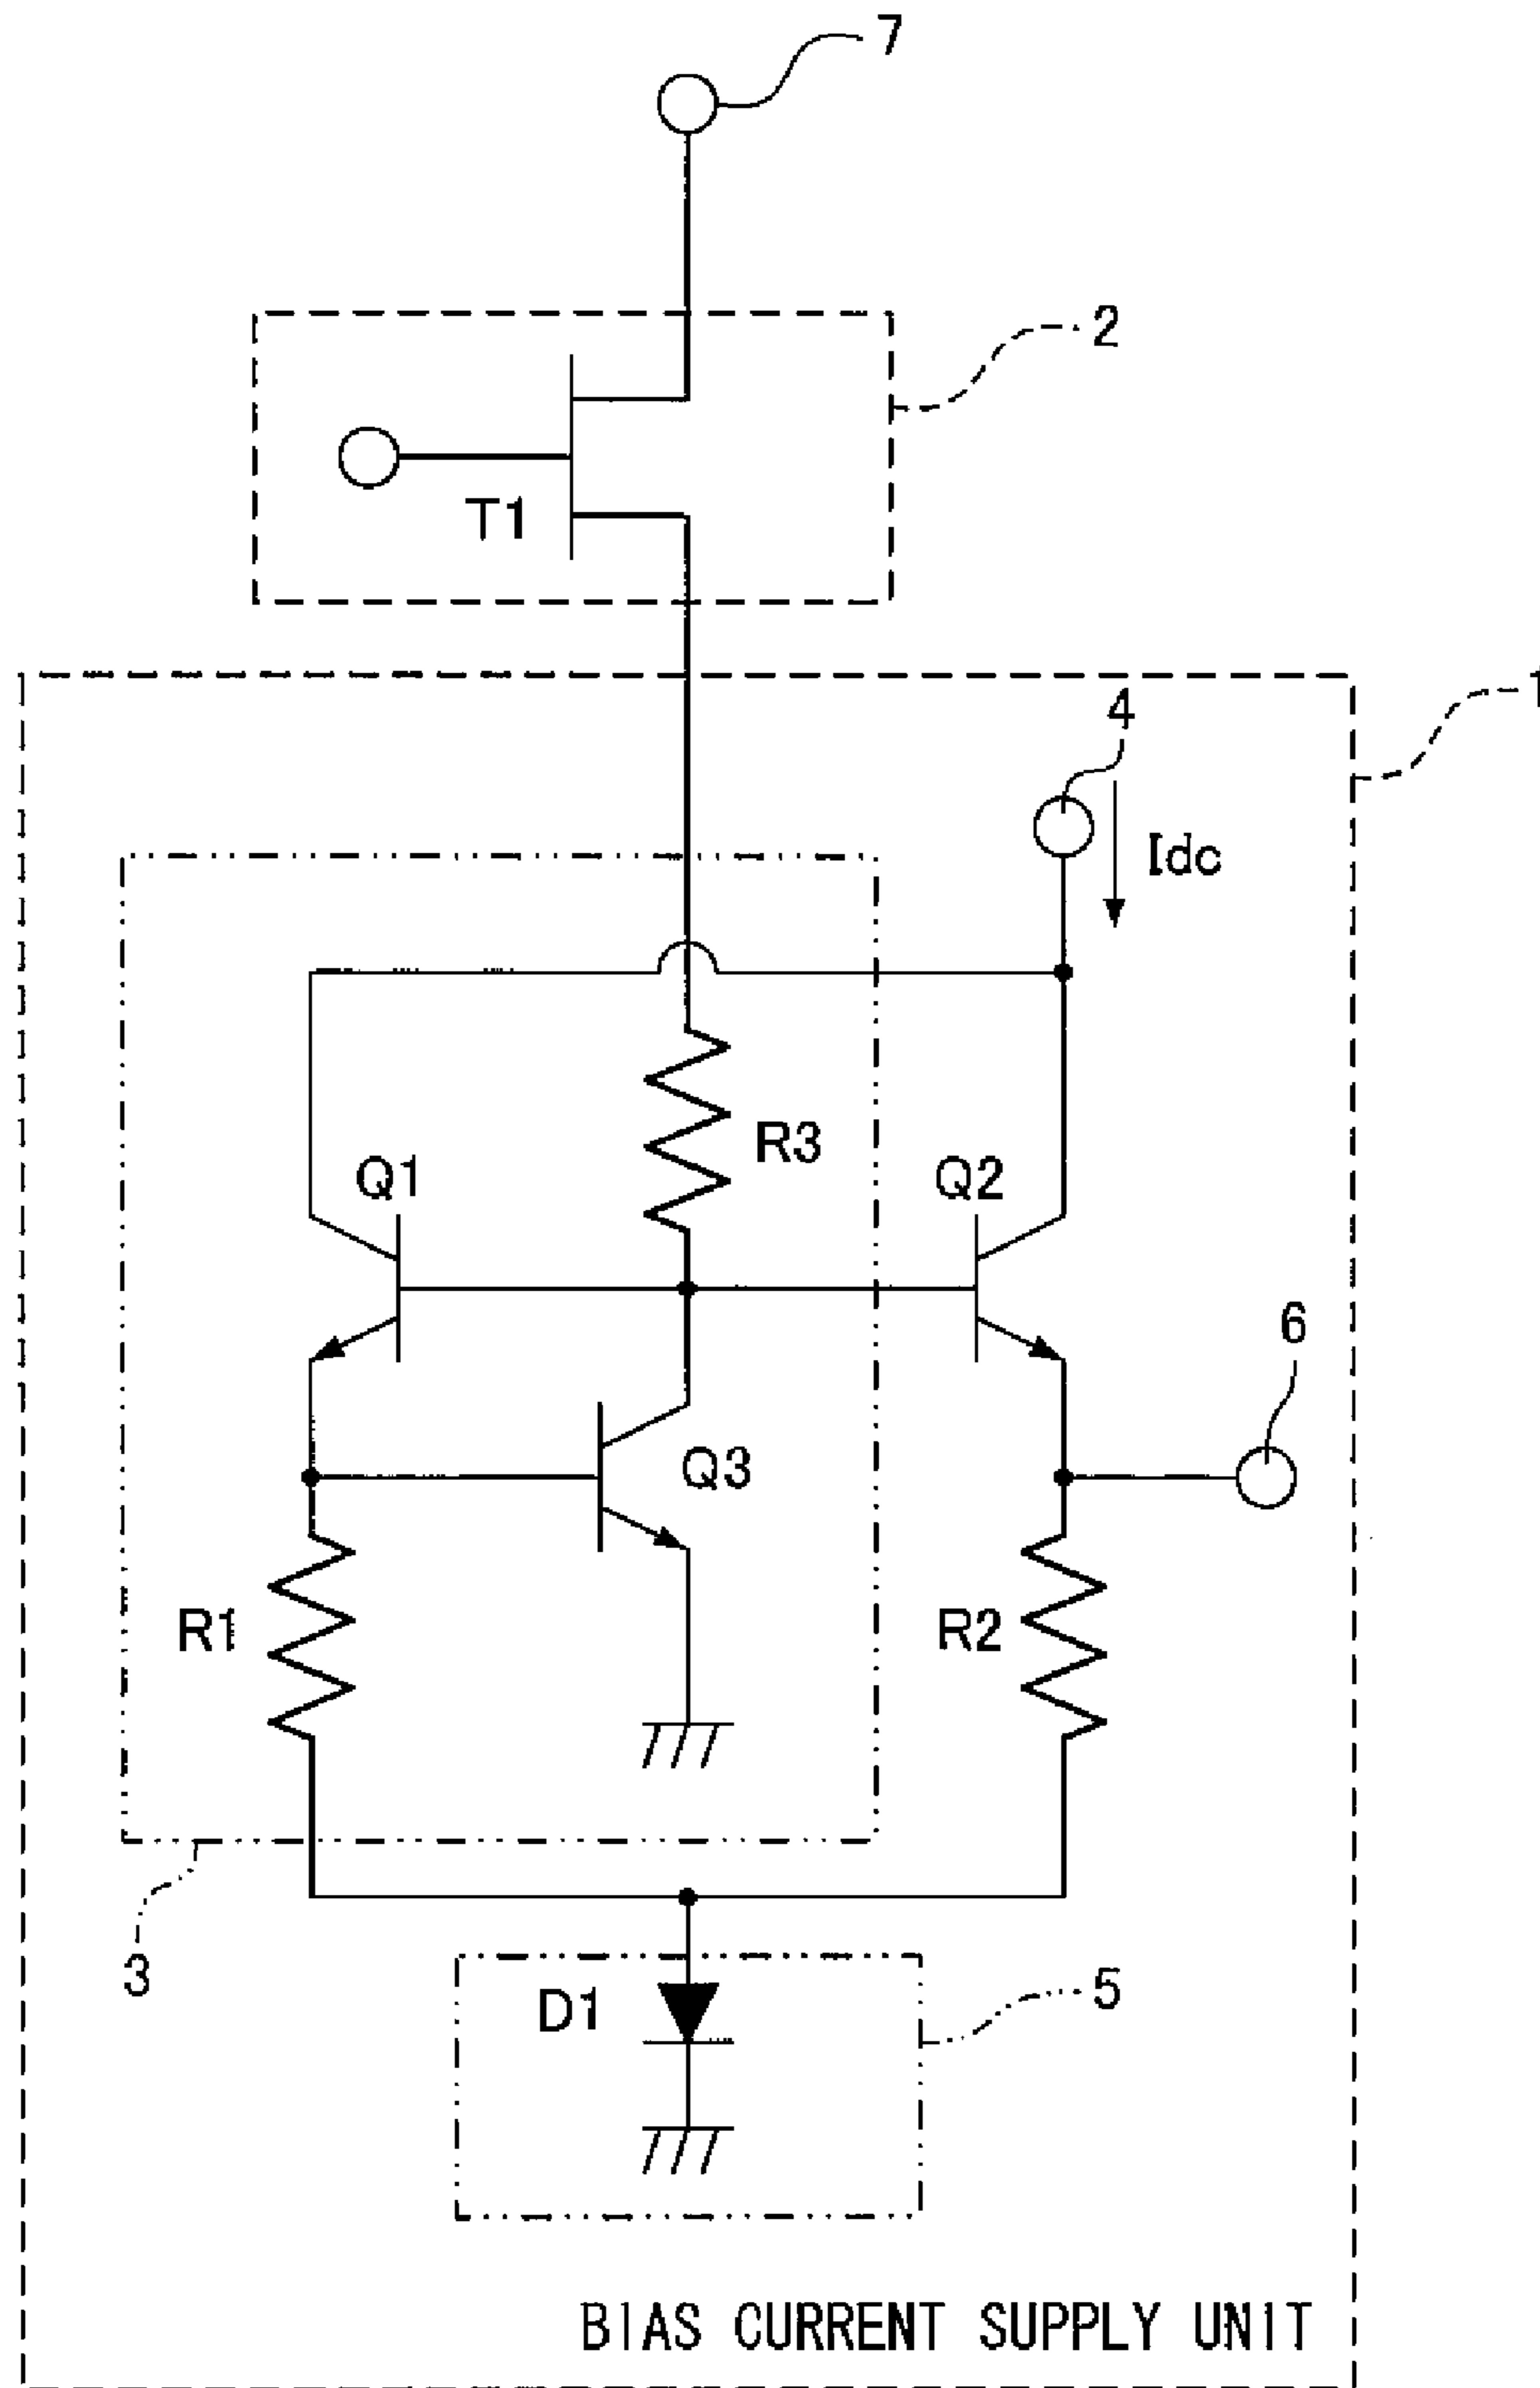 7
2
T1
1
4
Idc
R3
Q1
Q2
6
Q3
R1
R2
3
D1
5
BIAS CURRENT SUPPLY UNIT